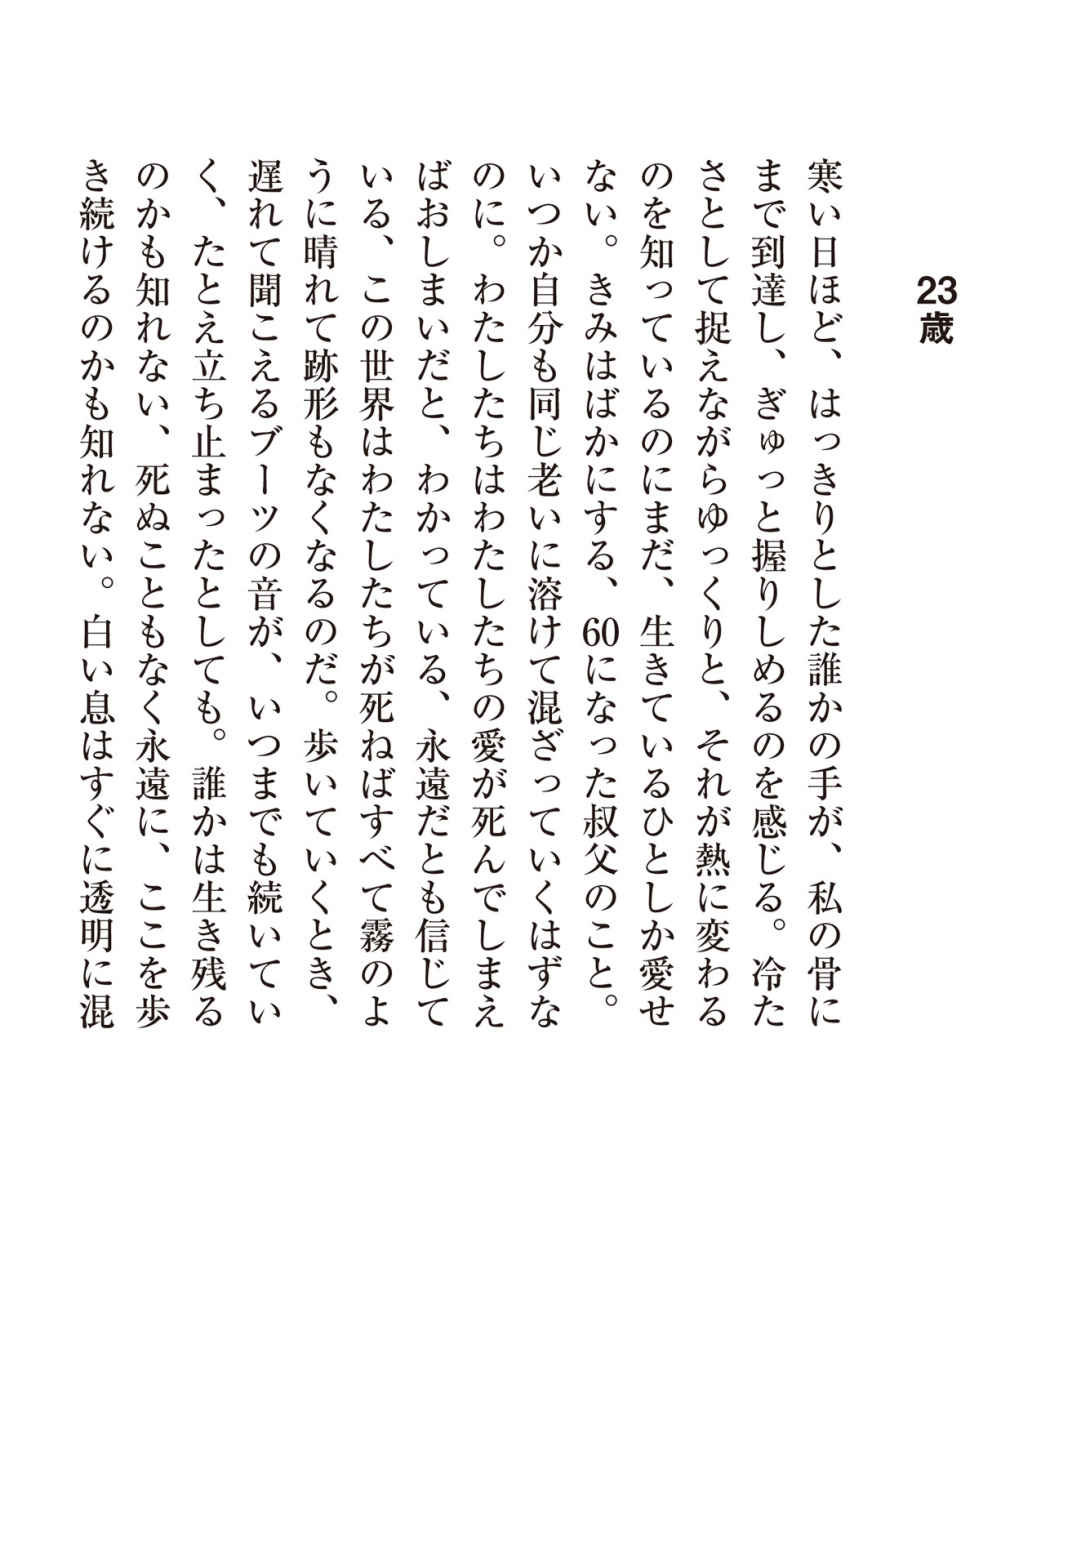 23歳
寒い日ほど、はっきりとした誰かの手が、私の骨に
まで到達し、ぎゅっと握りしめるのを感じる。冷た
さとして捉えながらゆっくりと、それが熱に変わる
のを知っているのにまだ、生きているひとしか愛せ
ない。きみはばかにする、60になった叔父のこと。
いつか自分も同じ老いに溶けて混ざっていくはずな
のに。わたしたちはわたしたちの愛が死んでしまえ
ばおしまいだと、わかっている、永遠だとも信じて
いる、この世界はわたしたちが死ねばすべて霧のよ
うに晴れて跡形もなくなるのだ。歩いていくとき、
遅れて聞こえるブーツの音が、いつまでも続いてい
く、たとえ立ち止まったとしても。誰かは生き残る
のかも知れない、死ぬこともなく永遠に、ここを歩
き続けるのかも知れない。白い息はすぐに透明に混